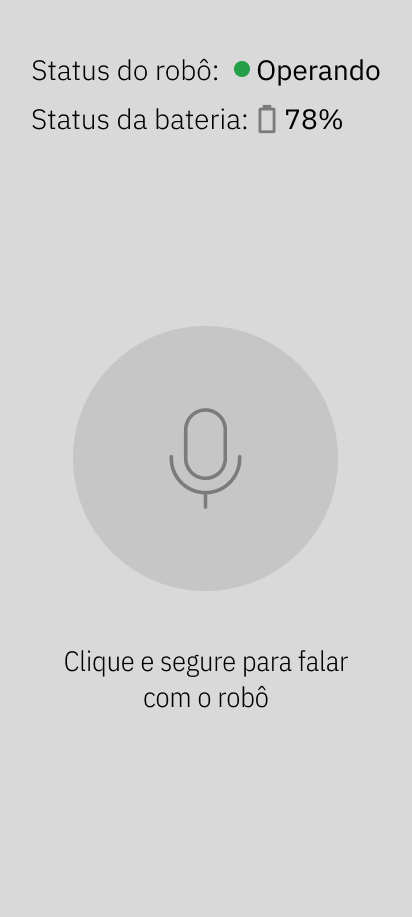 Status do robô: Operando
Status da bateria: 78%
Clique e segure para falar
com o robô